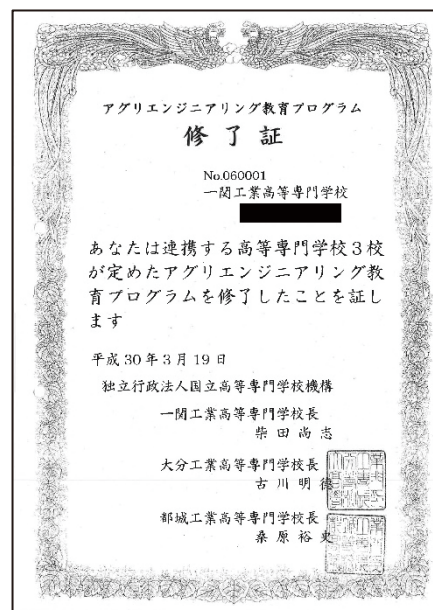 アグリエンジニアリング教育プログラム
修了証
No.060001
一関工業高等専門学校
あなたは連携する高等専門学校3校
が定めたアグリエンジニアリング教
育プログラムを修了したことを証し
ます
平成30年3月19日
独立行政法人国立高等専門学校機構
一関工業高等専門学校長
柴田尚志
大分工業高等専門学校長
古川明德
都城工業高等専門学校長
桑原裕史